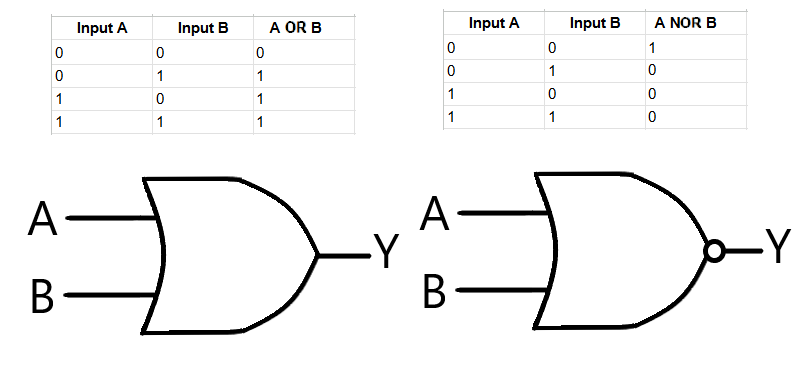 Input A Input B A OR B
0 0 0
0 1 1
1 0 1
1 1 1
Input A Input B A NOR B
0 0 1
0 1 0
1 0 0
1 1 0
A
B
Y
A
B
Y